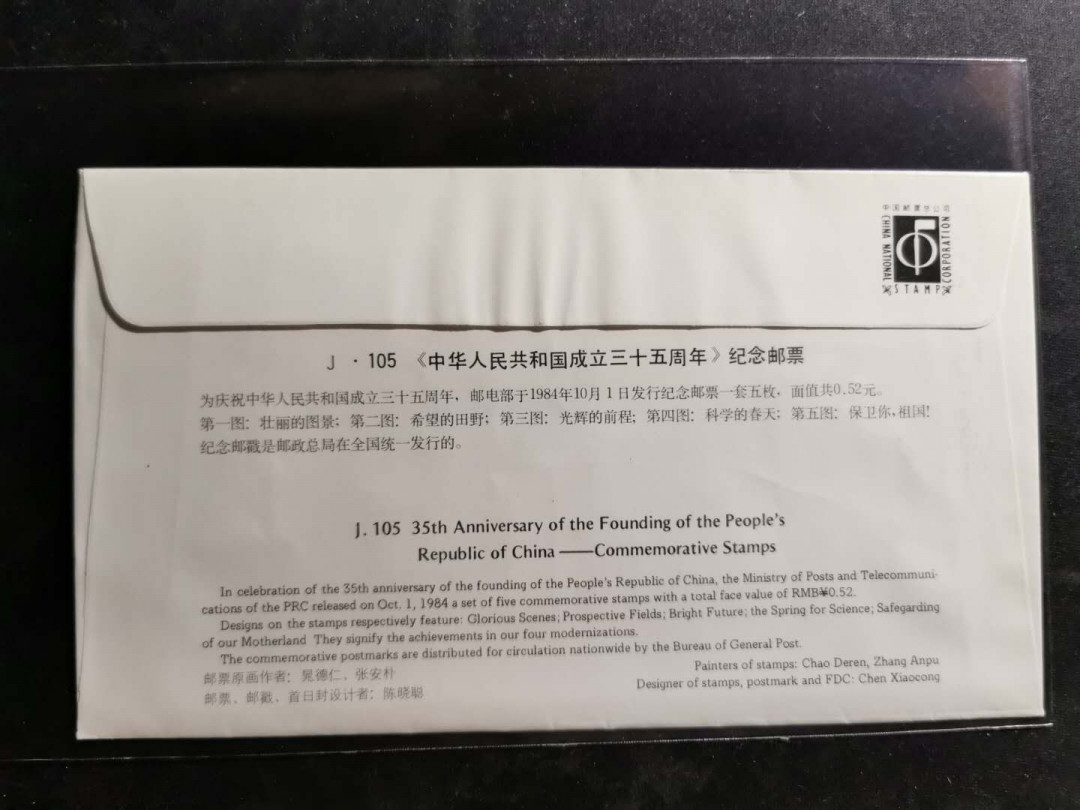 中国邮票总公司
CHINA NATIONAL
STAMP
CORPORATION
J · 105 《中华人民共和国成立三十五周年》纪念邮票
为庆祝中华人民共和国成立三十五周年，邮电部于1984年10月1日发行纪念邮票一套五枚，面值共0.52元。
第一图：壮丽的图景；第二图：希望的田野；第三图：光辉的前程；第四图：科学的春天；第五图：保卫你，祖国!
纪念邮戳是邮政总局在全国统一发行的。
J. 105 35th Anniversary of the Founding of the People's
Republic of China ——Commemorative Stamps
In celebration of the 35th anniversary of the founding of the People's Republic of China, the Ministry of Posts and Telecommuni-
cations of the PRC released on Oct. 1, 1984 a set of five commemorative stamps with a total face value of RMB¥0.52.
Designs on the stamps respectively feature: Glorious Scenes; Prospective Fields; Bright Future; the Spring for Science; Safegarding
of our Motherland They signify the achievements in our four modernizations.
The commemorative postmarks are distributed for circulation nationwide by the Bureau of General Post.
邮票原画作者：晁德仁、张安朴
Painters of stamps: Chao Deren, Zhang Anpu
邮票、邮戳、首日封设计者：陈晓聪
Designer of stamps, postmark and FDC: Chen Xiaocong